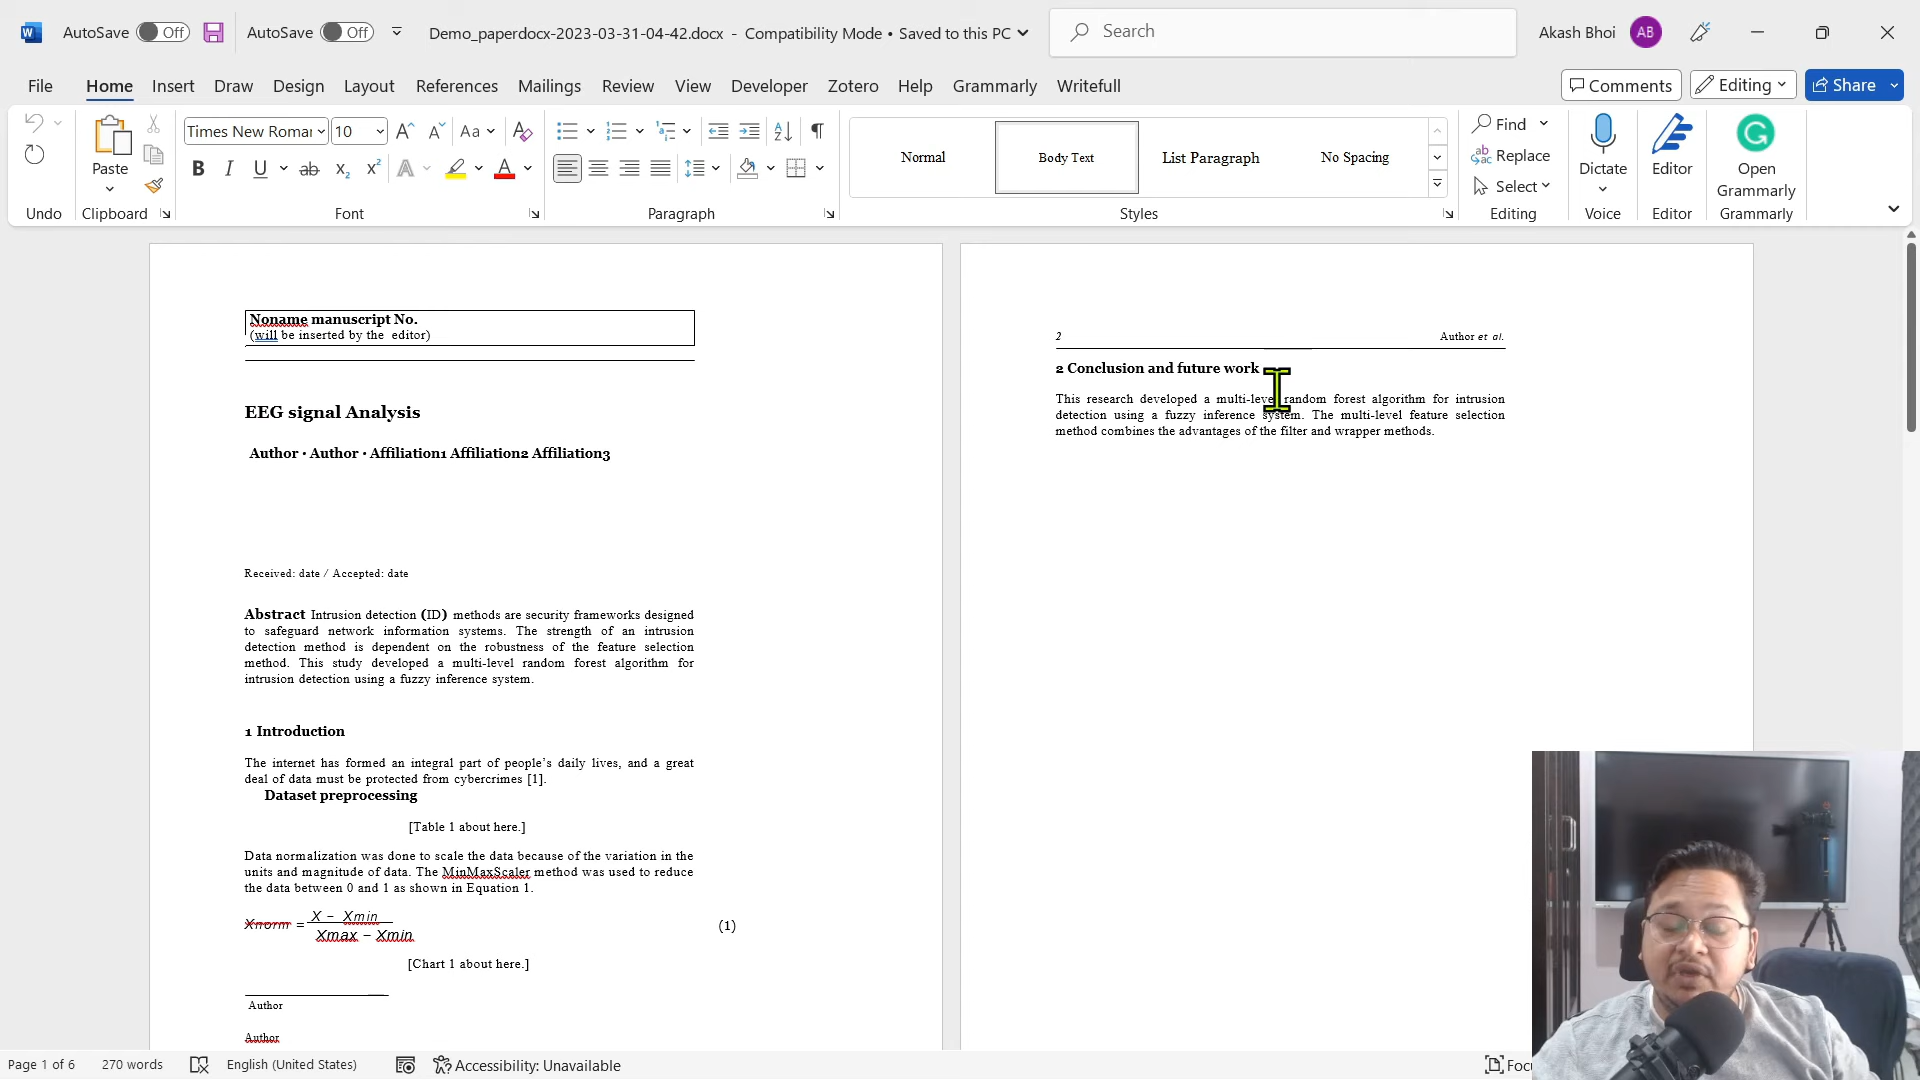 AutoSave Off AutoSave Off Demo_paperdocx-2023-03-31-04-42.docx - Compatibility Mode • Saved to this PC Search Akash Bhoi AB
File Home Insert Draw Design Layout References Mailings Review View Developer Zotero Help Grammarly Writefull Comments Editing Share
Times New Romar 10 Aa
Paste
Normal Body Text List Paragraph No Spacing
Find
Replace
Select
Dictate
Editor
Open
Grammarly
Undo Clipboard Font Paragraph Styles Editing Voice Editor Grammarly
Noname manuscript No.
(will be inserted by the editor)
EEG signal Analysis
Author · Author · Affiliation1 Affiliation2 Affiliation3
Received: date / Accepted: date
Abstract Intrusion detection (ID) methods are security frameworks designed
to safeguard network information systems. The strength of an intrusion
detection method is dependent on the robustness of the feature selection
method. This study developed a multi-level random forest algorithm for
intrusion detection using a fuzzy inference system.
1 Introduction
The internet has formed an integral part of people's daily lives, and a great
deal of data must be protected from cybercrimes [1].
Dataset preprocessing
[Table 1 about here.]
Data normalization was done to scale the data because of the variation in the
units and magnitude of data. The MinMaxScaler method was used to reduce
the data between 0 and 1 as shown in Equation 1.
Xnorm = X − Xmin
Xmax − Xmin
(1)
[Chart 1 about here.]
Author
Author
2 Author et al.
2 Conclusion and future work
This research developed a multi-level random forest algorithm for intrusion
detection using a fuzzy inference system. The multi-level feature selection
method combines the advantages of the filter and wrapper methods.
Page 1 of 6 270 words English (United States) Accessibility: Unavailable